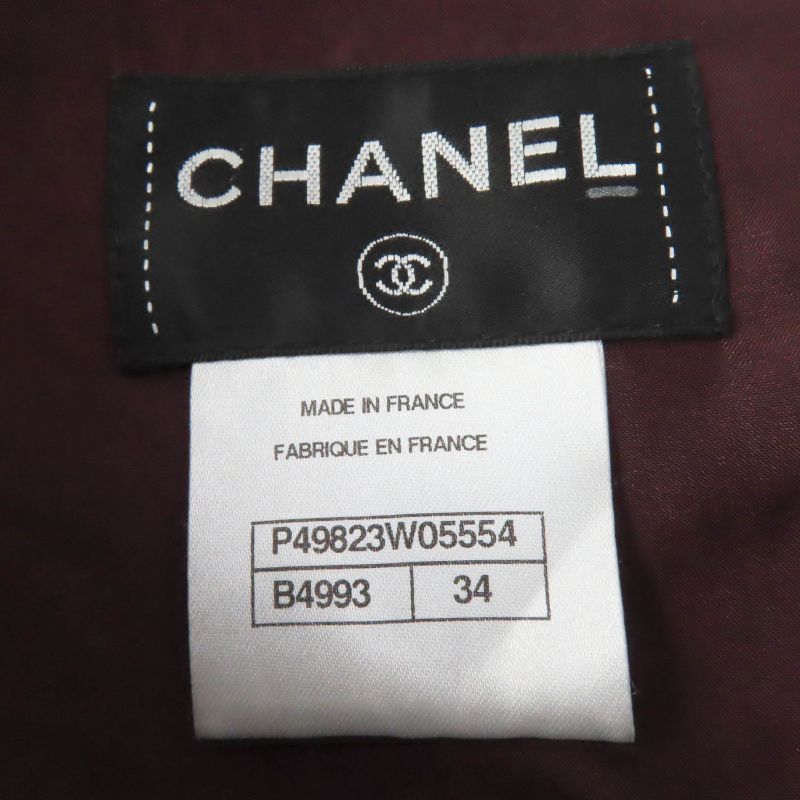 CHANEL
MADE IN FRANCE
FABRIQUE EN FRANCE
P49823W05554
B4993 34